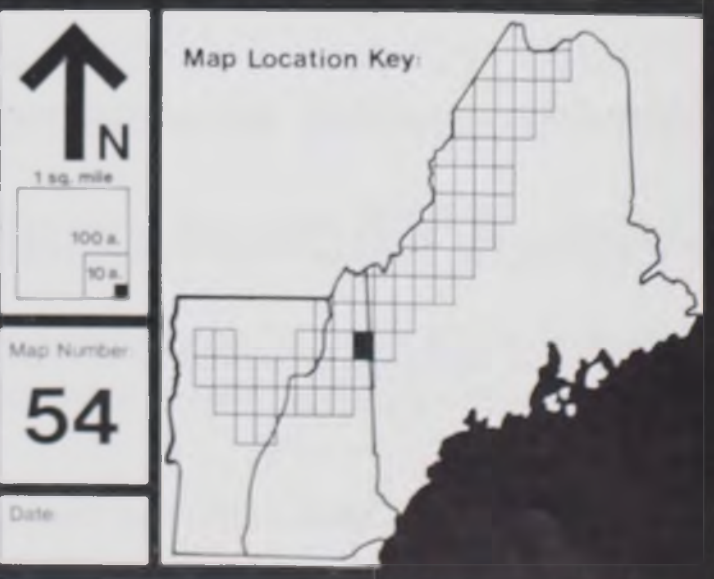 N
1 sq. mile
100 a.
10 a.
Map Number:
54
Date:
Map Location Key: